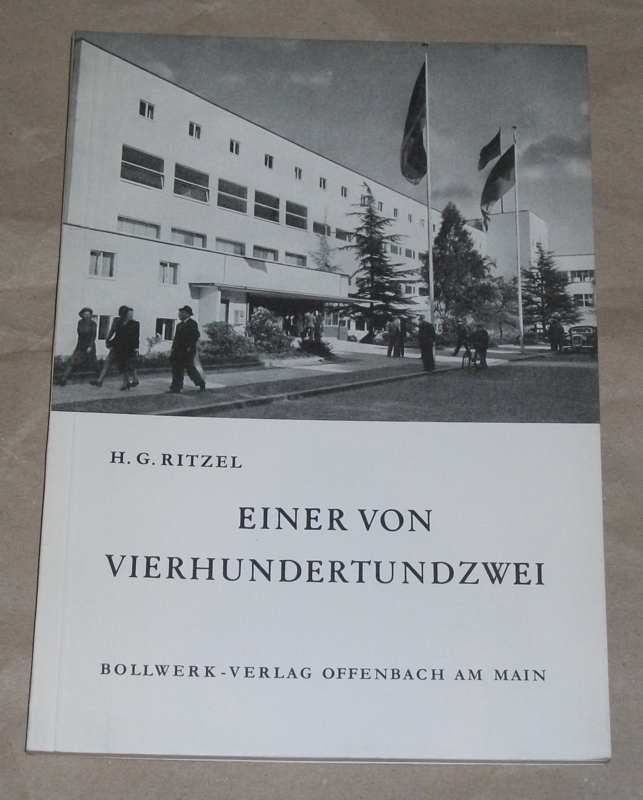 H. G. RITZEL
EINER VON
VIERHUNDERTUNDZWEI
BOLLWERK-VERLAG OFFENBACH AM MAIN